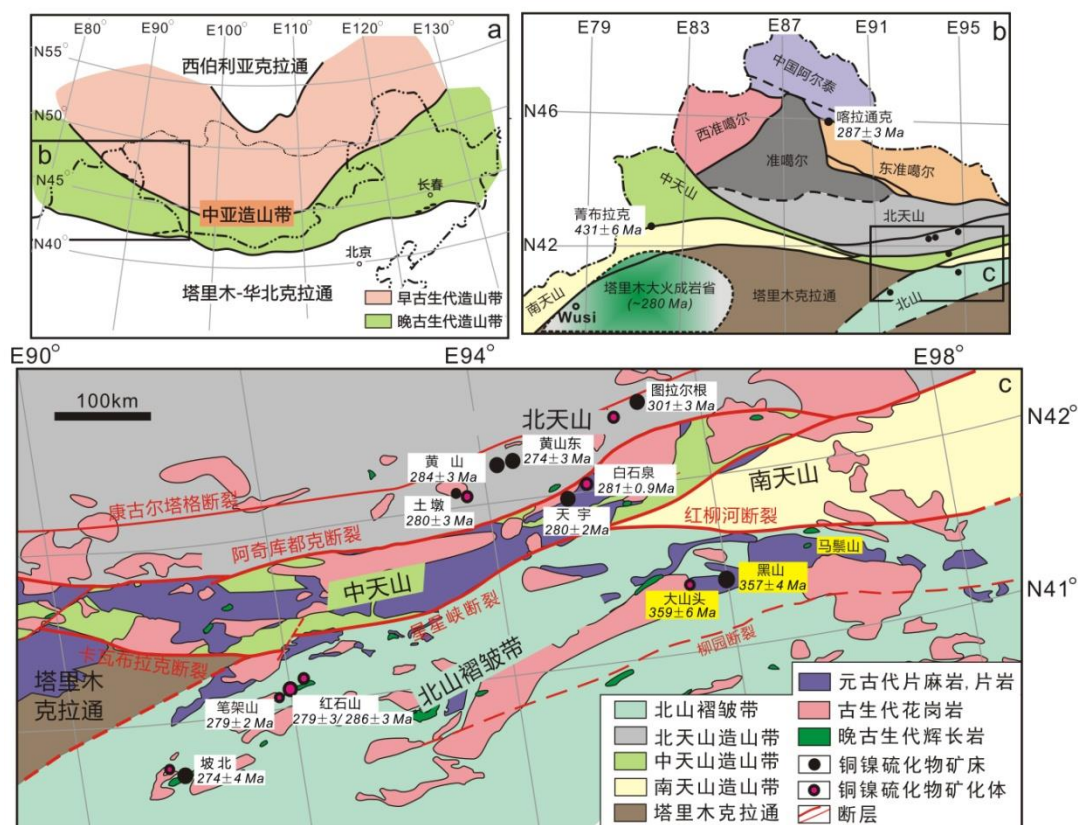 E80° E90° E100° E110° E120° E130°
a
N55°
N50°
N45°
N40°
西伯利亚克拉通
b
中亚造山带
长春
北京
塔里木-华北克拉通
早古生代造山带
晚古生代造山带
E79 E83 E87 E91 E95
b
N46
N42
中国阿尔泰
西准噶尔
喀拉通克
287±3 Ma
准噶尔
东准噶尔
中天山
北天山
菁布拉克
431±6 Ma
c
塔里木大火成岩省
(~280 Ma)
塔里木克拉通
北山
南天山
Wusi
E90° E94° E98°
c
100km
N42°
N41°
图拉尔根
301±3 Ma
北天山
黄山东
274±3 Ma
黄 山
284±3 Ma
白石泉
281±0.9Ma
南天山
土墩
280±3 Ma
天宇
280±2Ma
康古尔塔格断裂
阿奇库都克断裂
红柳河断裂
马鬃山
中天山
黑山
357±4 Ma
大山头
359±6 Ma
星星峡断裂
柳园断裂
卡瓦布拉克断裂
塔里木
克拉通
北山褶皱带
笔架山
279±2 Ma
红石山
279±3/ 286±3 Ma
坡北
274±4 Ma
北山褶皱带
北天山造山带
中天山造山带
南天山造山带
塔里木克拉通
元古代片麻岩, 片岩
古生代花岗岩
晚古生代辉长岩
铜镍硫化物矿床
铜镍硫化物矿化体
断层